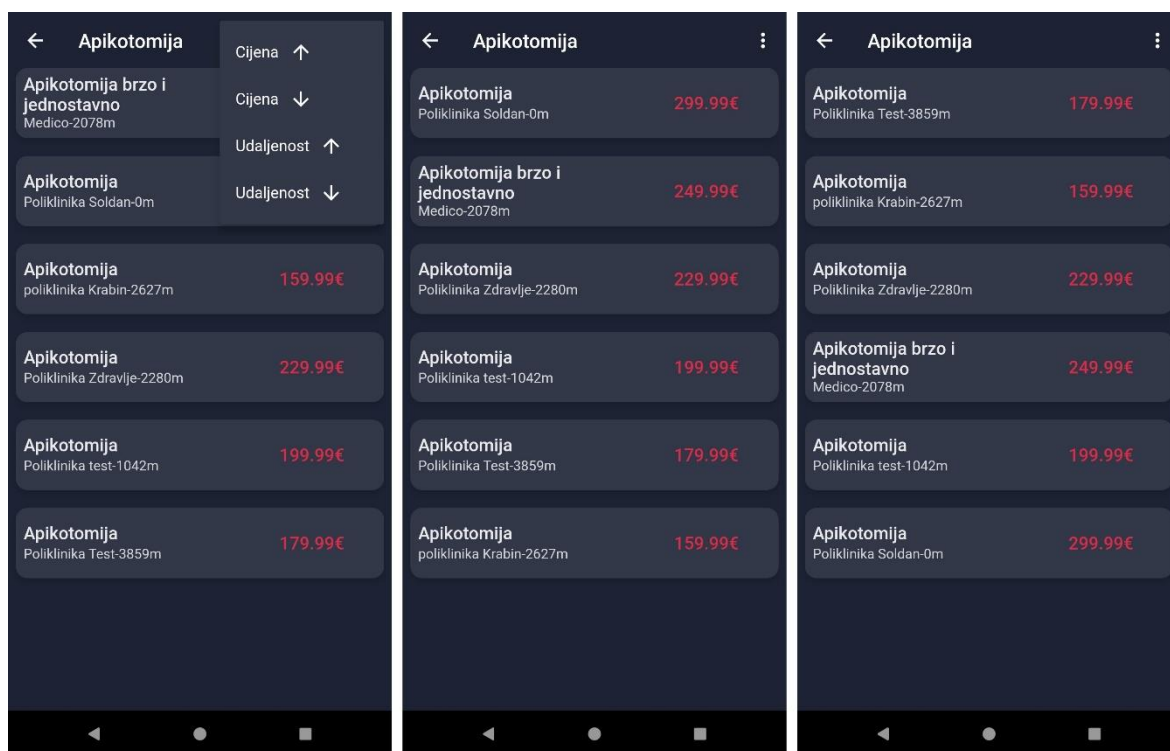 Apikotomija
Cijena ↑
Cijena ↓
Udaljenost ↑
Udaljenost ↓
Apikotomija brzo i
jednostavno
Medico-2078m
Apikotomija
Poliklinika Soldan-0m
Apikotomija
poliklinika Krabin-2627m
159.99€
Apikotomija
Poliklinika Zdravlje-2280m
229.99€
Apikotomija
Poliklinika test-1042m
199.99€
Apikotomija
Poliklinika Test-3859m
179.99€
Apikotomija
Apikotomija
Poliklinika Soldan-0m
299.99€
Apikotomija brzo i
jednostavno
Medico-2078m
249.99€
Apikotomija
Poliklinika Zdravlje-2280m
229.99€
Apikotomija
Poliklinika test-1042m
199.99€
Apikotomija
Poliklinika Test-3859m
179.99€
Apikotomija
poliklinika Krabin-2627m
159.99€
Apikotomija
Apikotomija
Poliklinika Test-3859m
179.99€
Apikotomija
poliklinika Krabin-2627m
159.99€
Apikotomija
Poliklinika Zdravlje-2280m
229.99€
Apikotomija brzo i
jednostavno
Medico-2078m
249.99€
Apikotomija
Poliklinika test-1042m
199.99€
Apikotomija
Poliklinika Soldan-0m
299.99€